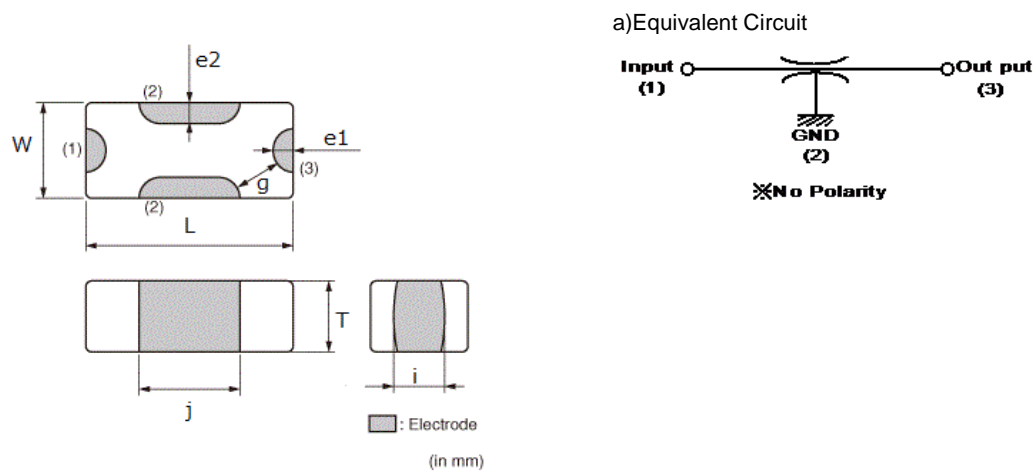 a)Equivalent Circuit
Input
(1)
Out put
(3)
GND
(2)
※No Polarity
e2
(2)
W
(1)
e1
(3)
g
(2)
L
T
j
i
: Electrode
(in mm)